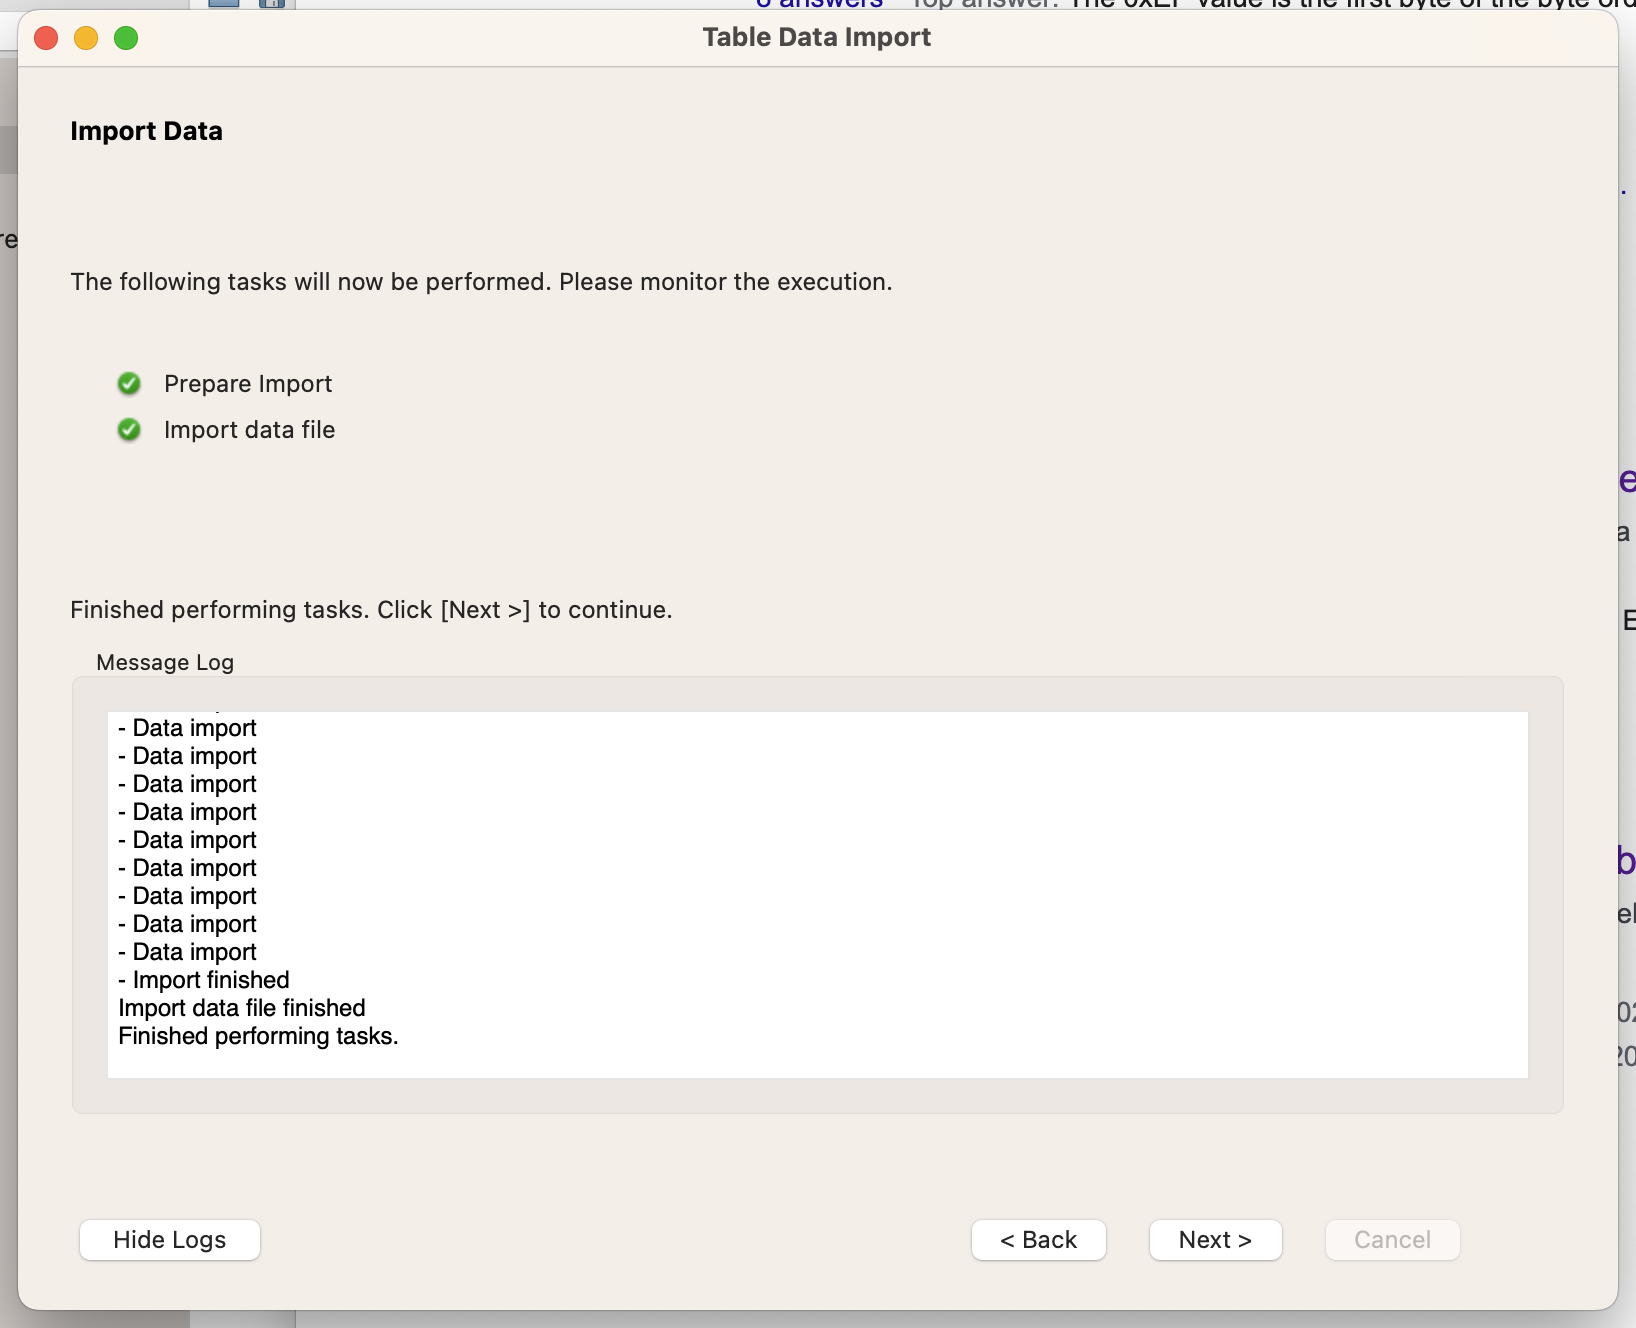 8 answers Top answer: The 0xEF value is the first byte of the byte ord
Table Data Import
Import Data
The following tasks will now be performed. Please monitor the execution.
Prepare Import
Import data file
Finished performing tasks. Click [Next >] to continue.
Message Log
- Data import
- Data import
- Data import
- Data import
- Data import
- Data import
- Data import
- Data import
- Data import
- Import finished
Import data file finished
Finished performing tasks.
Hide Logs
< Back
Next >
Cancel